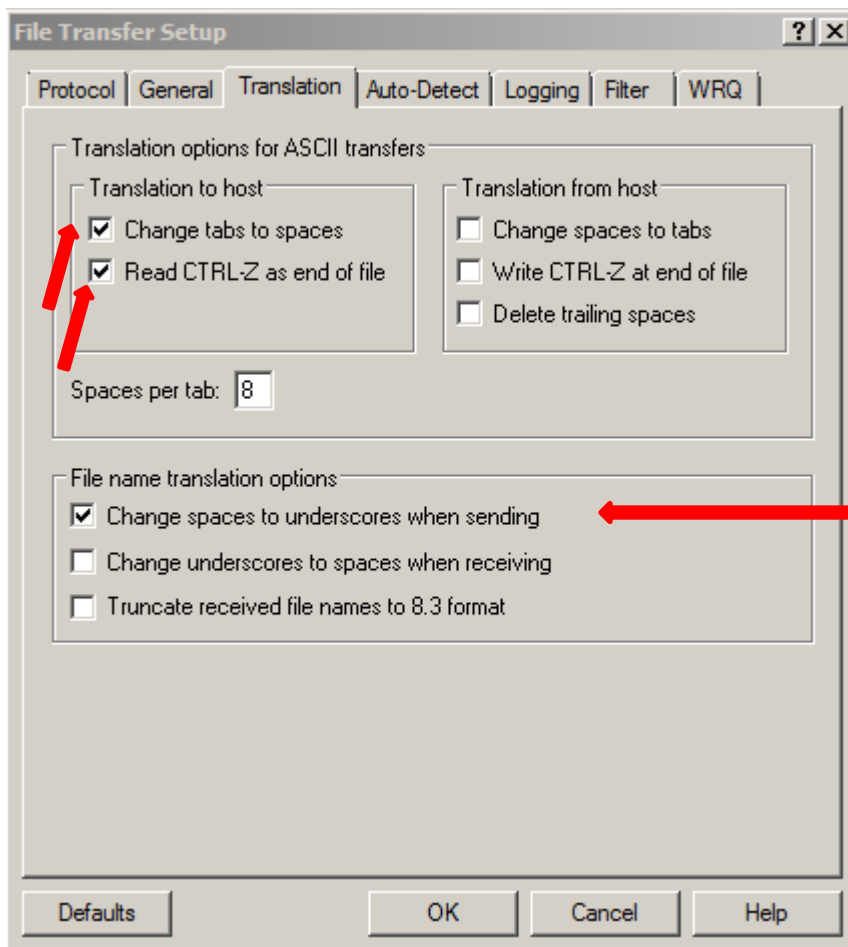 File Transfer Setup
Protocol General Translation Auto-Detect Logging Filter WRQ
Translation options for ASCII transfers
Translation to host
Change tabs to spaces
Read CTRL-Z as end of file
Translation from host
Change spaces to tabs
Write CTRL-Z at end of file
Delete trailing spaces
Spaces per tab: 8
File name translation options
Change spaces to underscores when sending
Change underscores to spaces when receiving
Truncate received file names to 8.3 format
Defaults OK Cancel Help